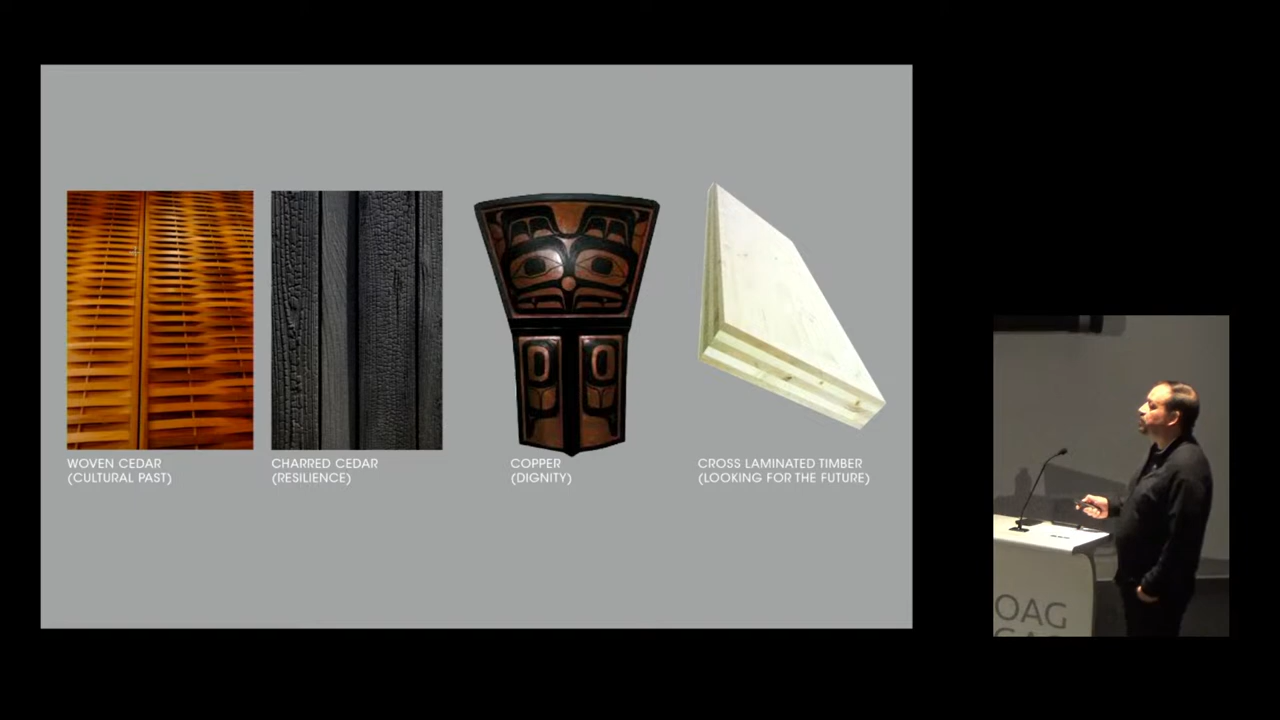 WOVEN CEDAR
(CULTURAL PAST)
CHARRED CEDAR
(RESILIENCE)
COPPER
(DIGNITY)
CROSS LAMINATED TIMBER
(LOOKING FOR THE FUTURE)
OAG